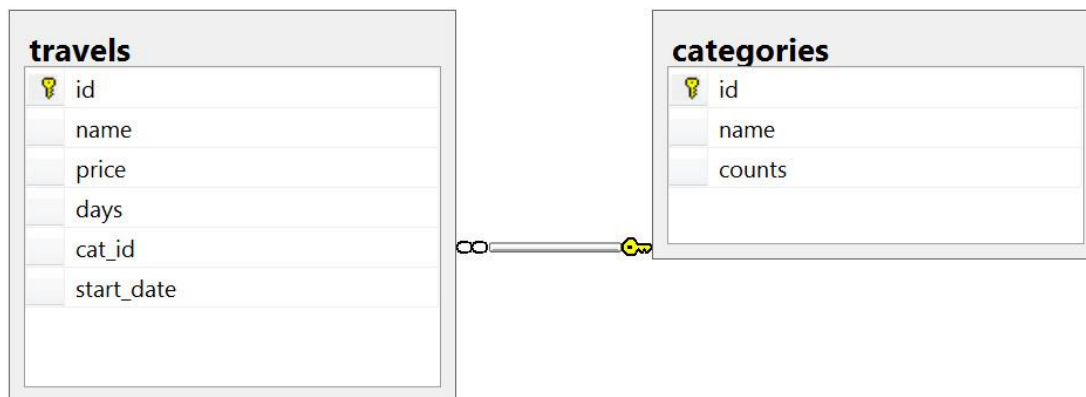 travels
id
name
price
days
cat_id
start_date
categories
id
name
counts